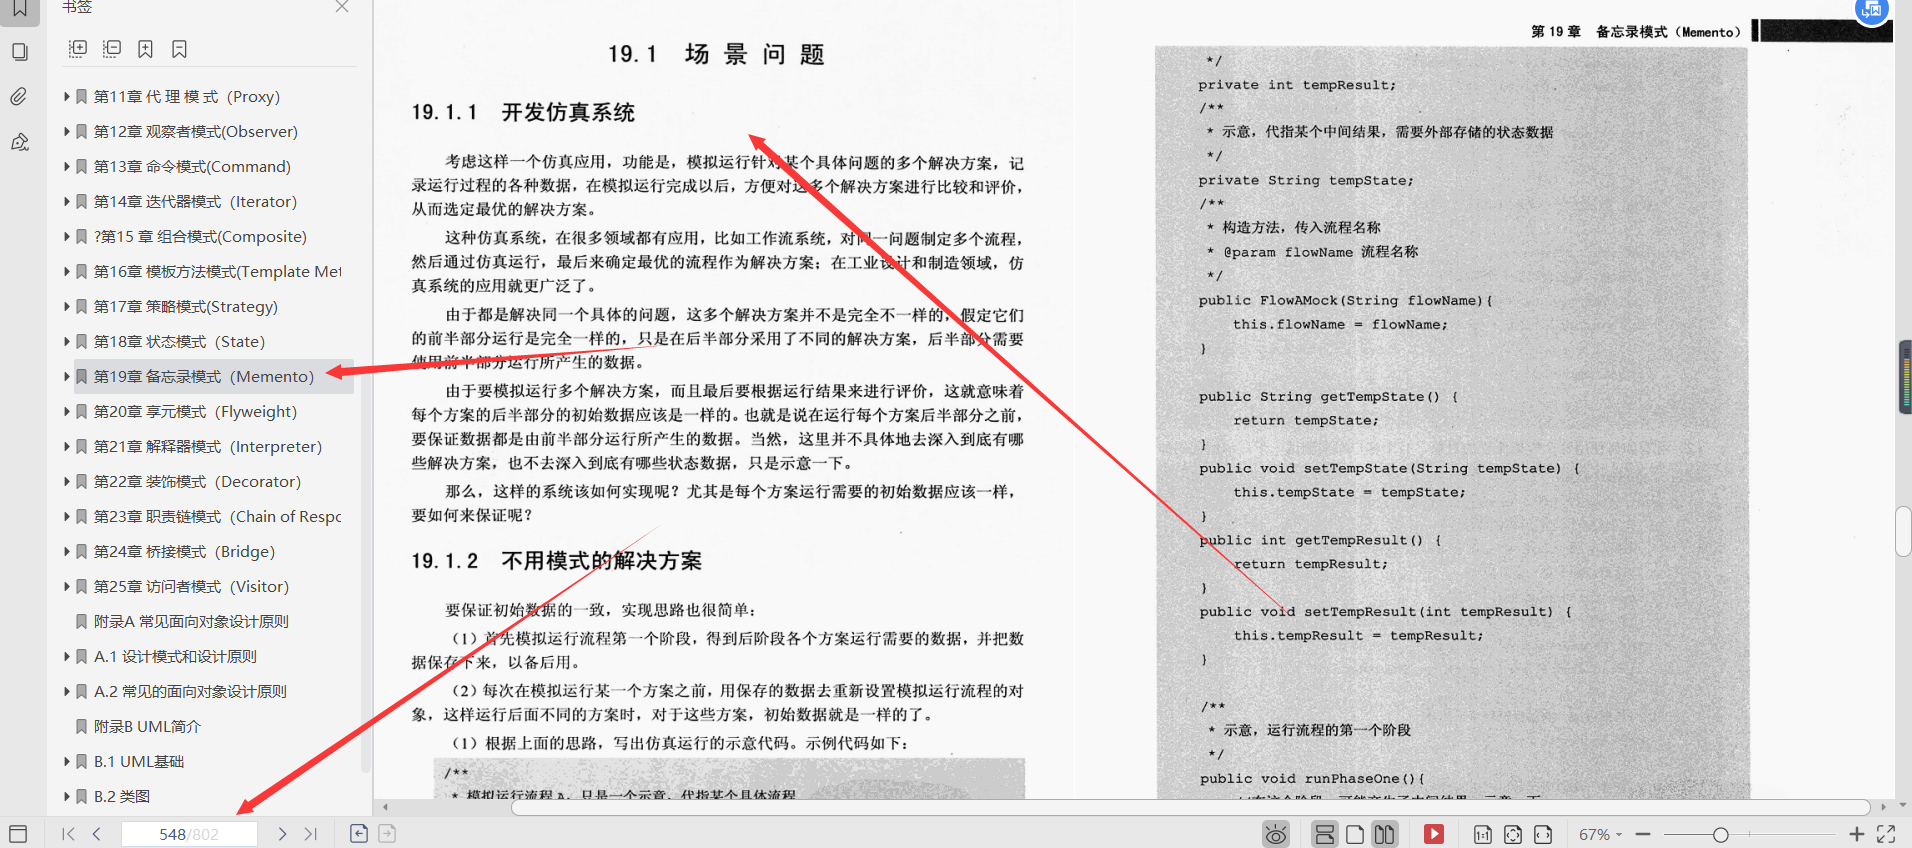 书签
第11章 代 理 模 式（Proxy）
第12章 观察者模式(Observer)
第13章 命令模式(Command)
第14章 迭代器模式（Iterator）
?第15 章 组合模式(Composite)
第16章 模板方法模式(Template Met
第17章 策略模式(Strategy)
第18章 状态模式（State）
第19章 备忘录模式（Memento）
第20章 享元模式（Flyweight）
第21章 解释器模式（Interpreter）
第22章 装饰模式（Decorator）
第23章 职责链模式（Chain of Respo
第24章 桥接模式（Bridge）
第25章 访问者模式（Visitor）
附录A 常见面向对象设计原则
A.1 设计模式和设计原则
A.2 常见的面向对象设计原则
附录B UML简介
B.1 UML基础
B.2 类图
19.1 场 景 问 题
19.1.1 开发仿真系统
考虑这样一个仿真应用，功能是，模拟运行针对某个具体问题的多个解决方案，记
录运行过程的各种数据，在模拟运行完成以后，方便对这多个解决方案进行比较和评价，
从而选定最优的解决方案。
这种仿真系统，在很多领域都有应用，比如工作流系统，对同一问题制定多个流程，
然后通过仿真运行，最后来确定最优的流程作为解决方案；在工业设计和制造领域，仿
真系统的应用就更广泛了。
由于都是解决同一个具体的问题，这多个解决方案并不是完全不一样的，假定它们
的前半部分运行是完全一样的，只是在后半部分采用了不同的解决方案，后半部分需要
使用前半部分运行所产生的数据。
由于要模拟运行多个解决方案，而且最后要根据运行结果来进行评价，这就意味着
每个方案的后半部分的初始数据应该是一样的。也就是说在运行每个方案后半部分之前，
要保证数据都是由前半部分运行所产生的数据。当然，这里并不具体地去深入到底有哪
些解决方案，也不去深入到底有哪些状态数据，只是示意一下。
那么，这样的系统该如何实现呢？尤其是每个方案运行需要的初始数据应该一样，
要如何来保证呢？
19.1.2 不用模式的解决方案
要保证初始数据的一致，实现思路也很简单：
（1）首先模拟运行流程第一个阶段，得到后阶段各个方案运行需要的数据，并把数
据保存下来，以备后用。
（2）每次在模拟运行某一个方案之前，用保存的数据去重新设置模拟运行流程的对
象，这样运行后面不同的方案时，对于这些方案，初始数据就是一样的了。
（1）根据上面的思路，写出仿真运行的示意代码。示例代码如下：
/**
* 模拟运行流程 A，只是一个示意，代指某个具体流程
第 19 章 备忘录模式（Memento）
*/
private int tempResult;
/**
* 示意，代指某个中间结果，需要外部存储的状态数据
*/
private String tempState;
/**
* 构造方法，传入流程名称
* @param flowName 流程名称
*/
public FlowAMock(String flowName){
this.flowName = flowName;
}
public String getTempState() {
return tempState;
}
public void setTempState(String tempState) {
this.tempState = tempState;
}
public int getTempResult() {
return tempResult;
}
public void setTempResult(int tempResult) {
this.tempResult = tempResult;
}
/**
* 示意，运行流程的第一个阶段
*/
public void runPhaseOne(){
//在这个阶段，可能产生了中间结果，示意一下
548/802
1:1
67%